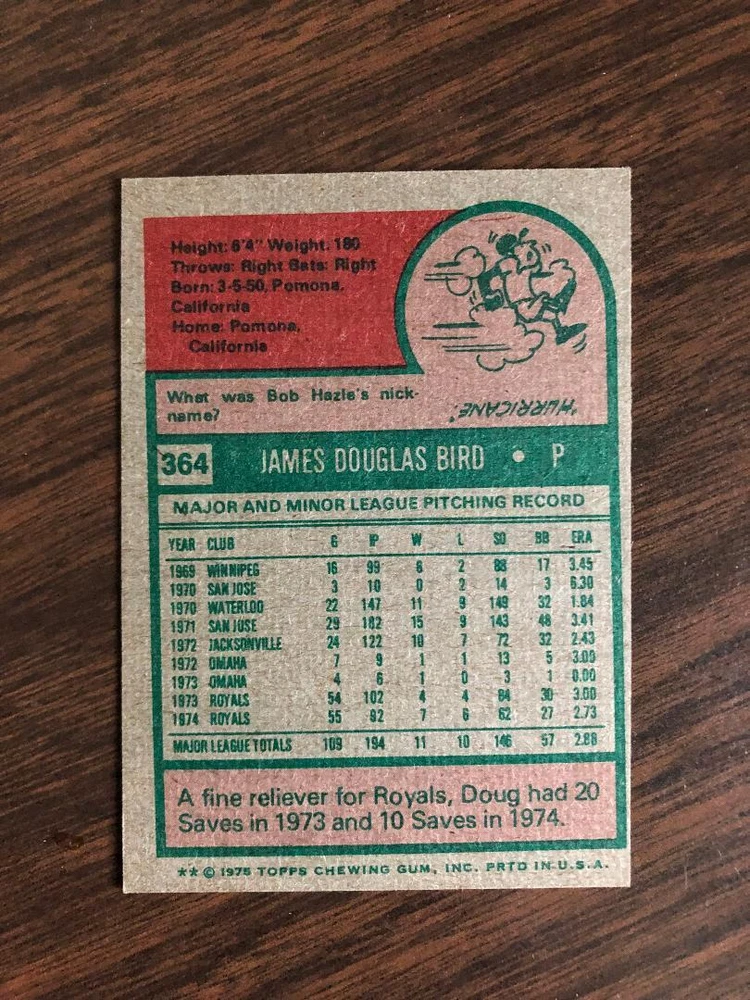 Height: 6'4" Weight: 180
Throws: Right Bats: Right
Born: 3-5-50, Pomona,
California
Home: Pomona,
California
What was Bob Hazle's nick-
name?
"HURRICANE"
364 JAMES DOUGLAS BIRD • P
MAJOR AND MINOR LEAGUE PITCHING RECORD
YEAR CLUB G IP W L SO BB ERA
1969 WINNIPEG 16 99 6 2 88 17 3.45
1970 SAN JOSE 3 10 0 2 14 3 6.30
1970 WATERLOO 22 147 11 9 149 32 1.84
1971 SAN JOSE 29 182 15 9 143 48 3.41
1972 JACKSONVILLE 24 122 10 7 72 32 2.43
1972 OMAHA 7 9 1 1 13 5 3.00
1973 OMAHA 4 6 1 0 3 1 0.00
1973 ROYALS 54 102 4 4 84 30 3.00
1974 ROYALS 55 92 7 6 62 27 2.73
MAJOR LEAGUE TOTALS 109 194 11 10 146 57 2.88
A fine reliever for Royals, Doug had 20
Saves in 1973 and 10 Saves in 1974.
** © 1975 TOPPS CHEWING GUM, INC. PRTD IN U.S.A.